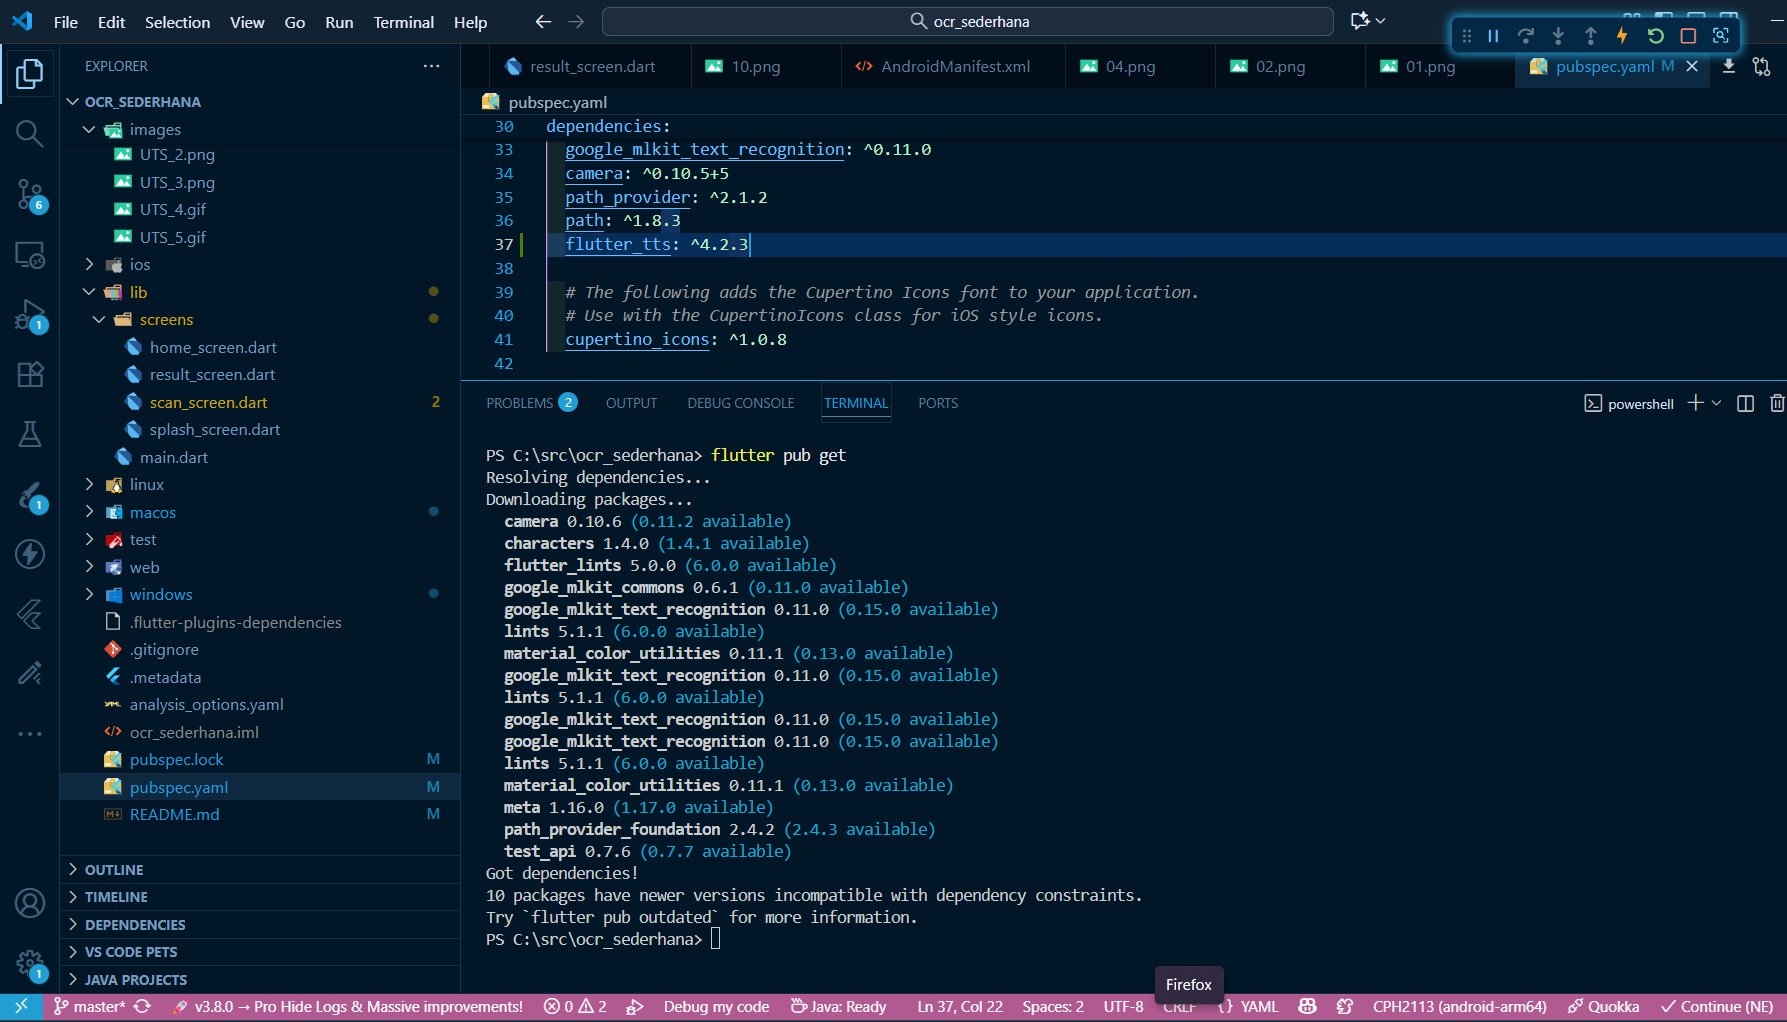 File Edit Selection View Go Run Terminal Help
ocr_sederhana
EXPLORER
OCR_SEDERHANA
images
UTS_2.png
UTS_3.png
UTS_4.gif
UTS_5.gif
ios
lib
screens
home_screen.dart
result_screen.dart
scan_screen.dart 2
splash_screen.dart
main.dart
linux
macos
test
web
windows
.flutter-plugins-dependencies
.gitignore
.metadata
analysis_options.yaml
ocr_sederhana.iml
pubspec.lock M
pubspec.yaml M
README.md M
OUTLINE
TIMELINE
DEPENDENCIES
VS CODE PETS
JAVA PROJECTS
6
1
1
1
result_screen.dart 10.png AndroidManifest.xml 04.png 02.png 01.png pubspec.yaml M
pubspec.yaml
30 dependencies:
33 google_mlkit_text_recognition: ^0.11.0
34 camera: ^0.10.5+5
35 path_provider: ^2.1.2
36 path: ^1.8.3
37 flutter_tts: ^4.2.3
38
39 # The following adds the Cupertino Icons font to your application.
40 # Use with the CupertinoIcons class for iOS style icons.
41 cupertino_icons: ^1.0.8
42
PROBLEMS 2 OUTPUT DEBUG CONSOLE TERMINAL PORTS
powershell
PS C:\src\ocr_sederhana> flutter pub get
Resolving dependencies...
Downloading packages...
camera 0.10.6 (0.11.2 available)
characters 1.4.0 (1.4.1 available)
flutter_lints 5.0.0 (6.0.0 available)
google_mlkit_commons 0.6.1 (0.11.0 available)
google_mlkit_text_recognition 0.11.0 (0.15.0 available)
lints 5.1.1 (6.0.0 available)
material_color_utilities 0.11.1 (0.13.0 available)
google_mlkit_text_recognition 0.11.0 (0.15.0 available)
lints 5.1.1 (6.0.0 available)
google_mlkit_text_recognition 0.11.0 (0.15.0 available)
google_mlkit_text_recognition 0.11.0 (0.15.0 available)
lints 5.1.1 (6.0.0 available)
material_color_utilities 0.11.1 (0.13.0 available)
meta 1.16.0 (1.17.0 available)
path_provider_foundation 2.4.2 (2.4.3 available)
test_api 0.7.6 (0.7.7 available)
Got dependencies!
10 packages have newer versions incompatible with dependency constraints.
Try `flutter pub outdated` for more information.
PS C:\src\ocr_sederhana>
Firefox
master* v3.8.0 → Pro Hide Logs & Massive improvements! 0 2 Debug my code Java: Ready Ln 37, Col 22 Spaces: 2 UTF-8 CRLF {} YAML CPH2113 (android-arm64) Quokka Continue (NE)